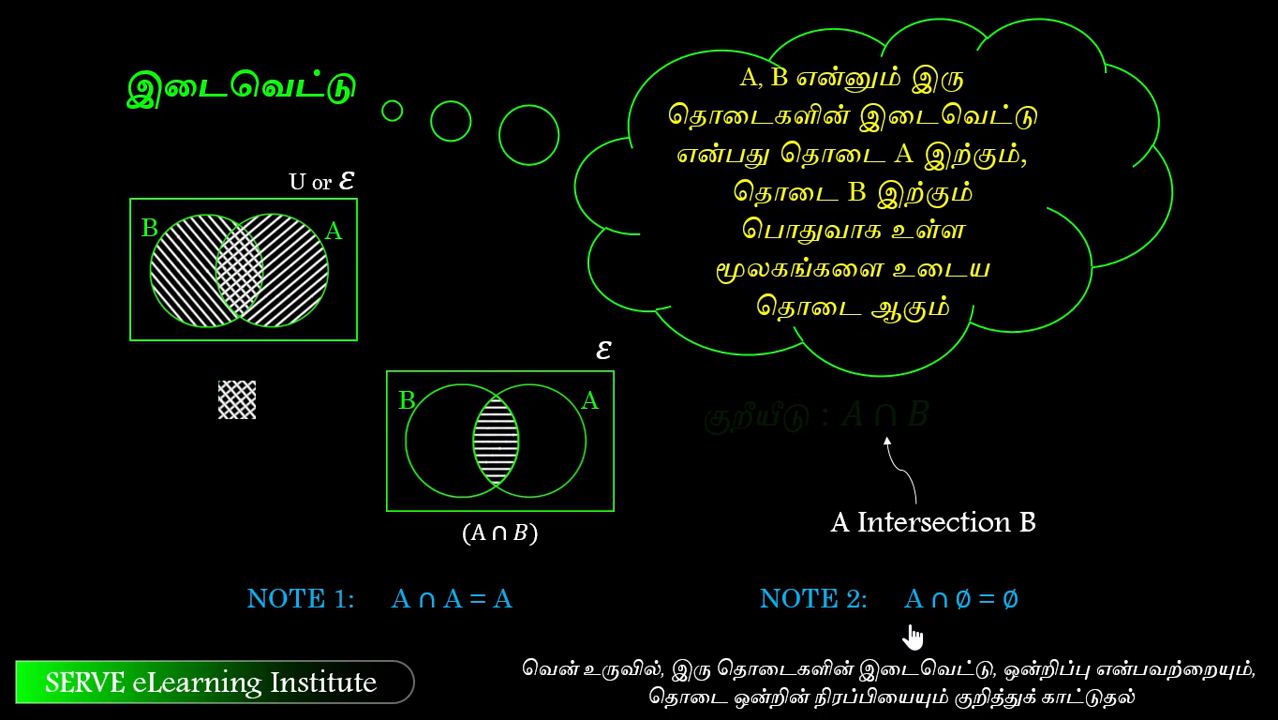 இடைவெட்டு
A, B என்னும் இரு
தொடைகளின் இடைவெட்டு
என்பது தொடை A இற்கும்,
தொடை B இற்கும்
பொதுவாக உள்ள
மூலகங்களை உடைய
தொடை ஆகும்
U or ℰ
B
A
ℰ
B
A
(A ∩ B)
குறியீடு : A ∩ B
A Intersection B
NOTE 1: A ∩ A = A
NOTE 2: A ∩ ∅ = ∅
SERVE eLearning Institute
வென் உருவில், இரு தொடைகளின் இடைவெட்டு, ஒன்றிப்பு என்பவற்றையும்,
தொடை ஒன்றின் நிரப்பியையும் குறித்துக் காட்டுதல்